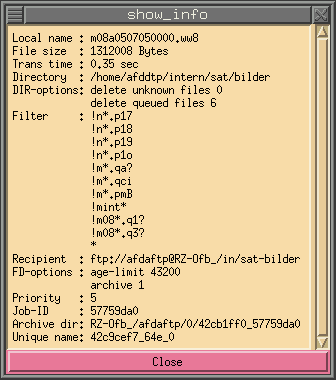 show_info
Local name : m08a0507050000.ww8
File size : 1312008 Bytes
Trans time : 0.35 sec
Directory : /home/afddtp/intern/sat/bilder
DIR-options: delete unknown files 0
delete queued files 6
Filter : !n*.p17
!n*.p18
!n*.p19
!n*.p1o
!m*.qa?
!m*.qci
!m*.pmB
!mint*
!m08*.q1?
!m08*.q3?
*
Recipient : ftp://afdaftp@RZ-Ofb_/in/sat-bilder
FD-options : age-limit 43200
archive 1
Priority : 5
Job-ID : 57759da0
Archive dir: RZ-Ofb_/afdaftp/0/42cb1ff0_57759da0
Unique name: 42c9cef7_64e_0
Close